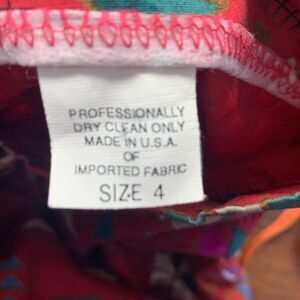 PROFESSIONALLY
DRY CLEAN ONLY
MADE IN U.S.A.
OF
IMPORTED FABRIC
SIZE 4